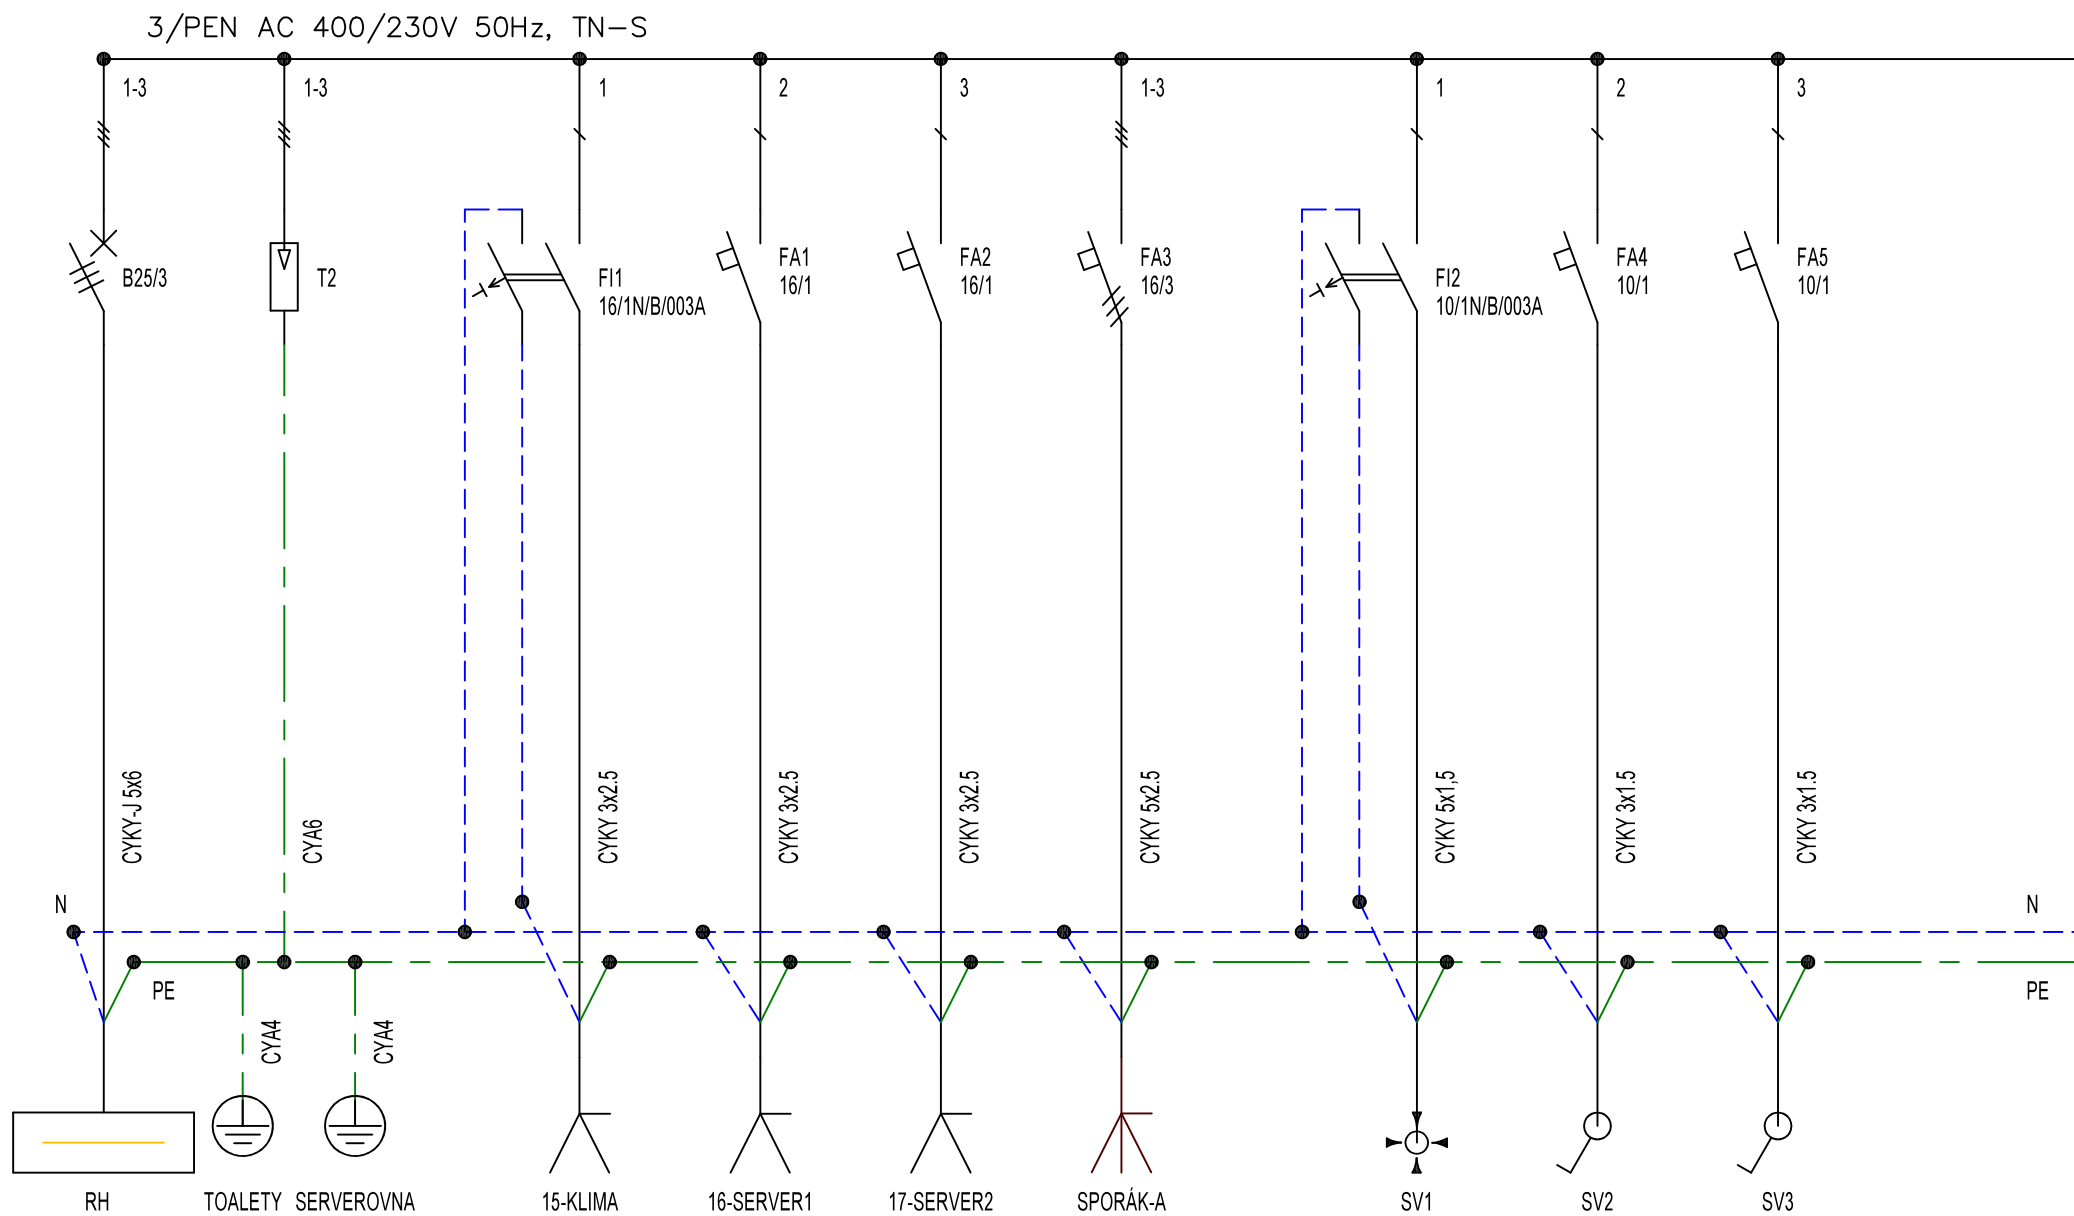 3/PEN AC 400/230V 50Hz, TN-S
1-3
1-3
1
2
3
1-3
1
2
3
B25/3
T2
FI1
16/1N/B/003A
FA1
16/1
FA2
16/1
FA3
16/3
FI2
10/1N/B/003A
FA4
10/1
FA5
10/1
CYKY-J 5x6
CYA6
CYKY 3x2.5
CYKY 3x2.5
CYKY 3x2.5
CYKY 5x2.5
CYKY 5x1,5
CYKY 3x1.5
CYKY 3x1.5
N
N
PE
PE
CYA4
CYA4
RH
TOALETY
SERVEROVNA
15-KLIMA
16-SERVER1
17-SERVER2
SPORÁK-A
SV1
SV2
SV3